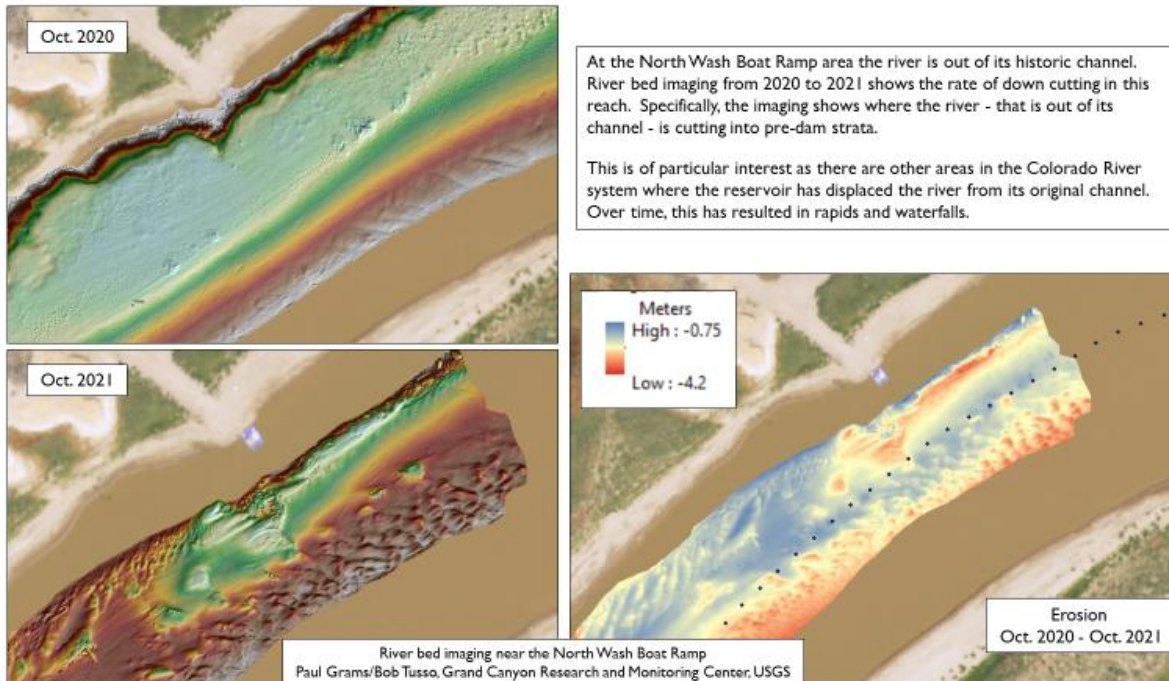 Oct. 2020
At the North Wash Boat Ramp area the river is out of its historic channel.
River bed imaging from 2020 to 2021 shows the rate of down cutting in this
reach. Specifically, the imaging shows where the river - that is out of its
channel - is cutting into pre-dam strata.
This is of particular interest as there are other areas in the Colorado River
system where the reservoir has displaced the river from its original channel.
Over time, this has resulted in rapids and waterfalls.
Oct. 2021
Meters
High : -0.75
Low : -4.2
Erosion
Oct. 2020 - Oct. 2021
River bed imaging near the North Wash Boat Ramp
Paul Grams/Bob Tusso, Grand Canyon Research and Monitoring Center, USGS